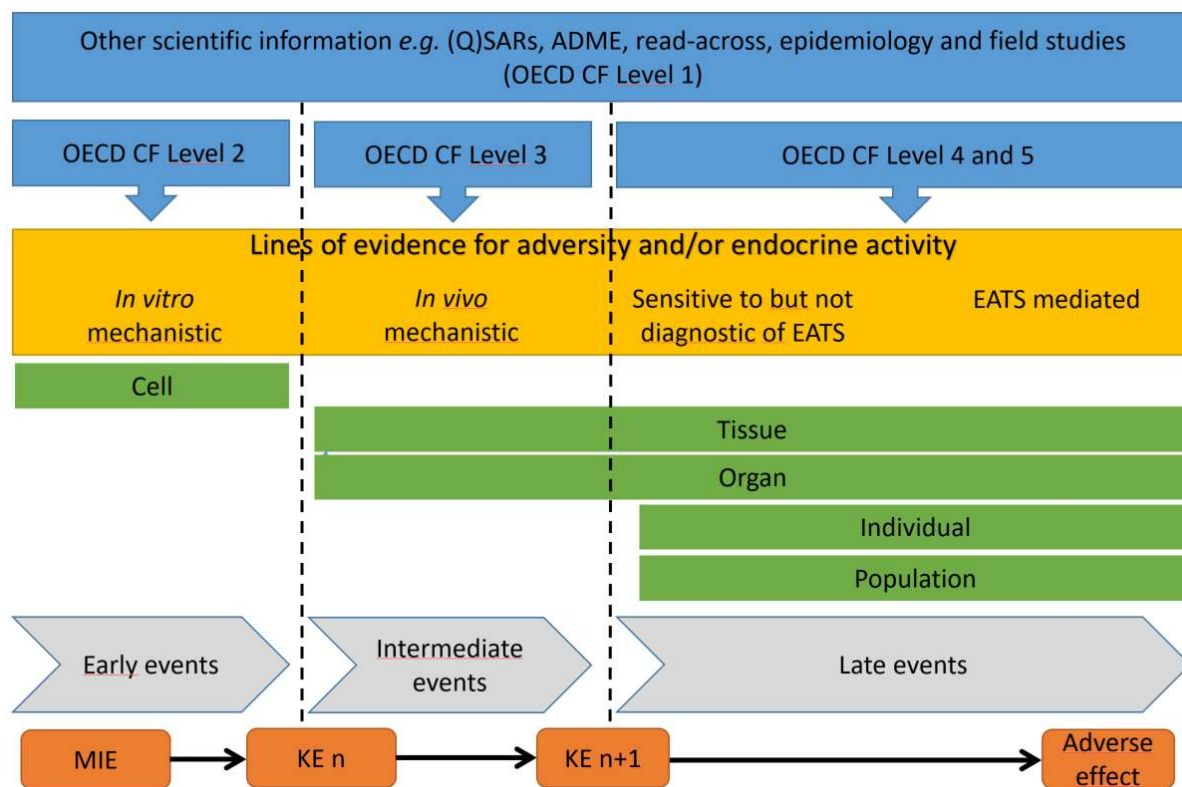 Other scientific information e.g. (Q)SARs, ADME, read-across, epidemiology and field studies
(OECD CF Level 1)
OECD CF Level 2
OECD CF Level 3
OECD CF Level 4 and 5
Lines of evidence for adversity and/or endocrine activity
In vitro
mechanistic
In vivo
mechanistic
Sensitive to but not
diagnostic of EATS
EATS mediated
Cell
Tissue
Organ
Individual
Population
Early events
Intermediate
events
Late events
MIE
KE n
KE n+1
Adverse
effect